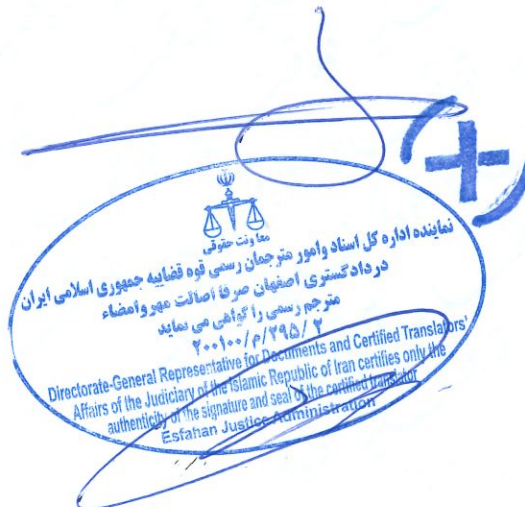 معاونت حقوقی
نماینده اداره کل اسناد وامور مترجمان رسمی قوه قضاییه جمهوری اسلامی ایران
در دادگستری اصفهان صرفا اصالت مهر وامضاء
مترجم رسمی را گواهی می نماید
۲۰۰۱۰۰/م/۲۹۵/۲
Directorate-General Representative for Documents and Certified Translators'
Affairs of the Judiciary of the Islamic Republic of Iran certifies only the
authenticity of the signature and seal of the certified translator
Esfahan Justice Administration